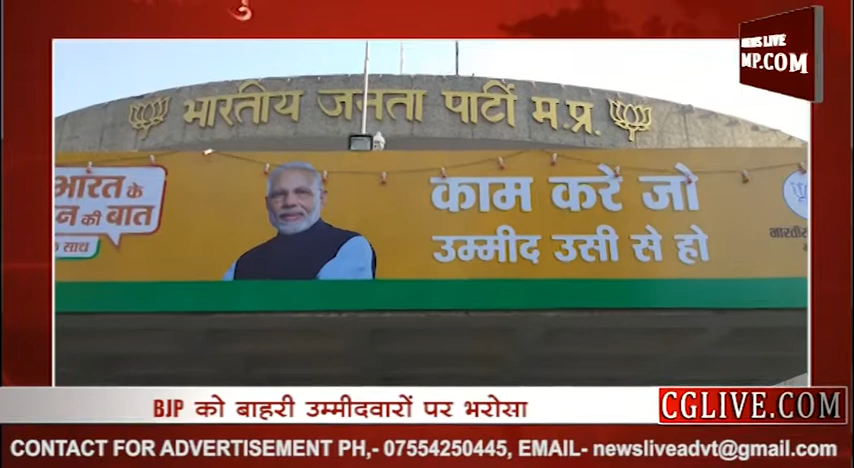 NEWS LIVE
MP.COM
भारतीय जनता पार्टी म.प्र.
भारत के
की बात
साथ
काम करे जो
उम्मीद उसी से हो
BJP को बाहरी उम्मीदवारों पर भरोसा
CGLIVE.COM
CONTACT FOR ADVERTISEMENT PH,- 07554250445, EMAIL- newsliveadvt@gmail.com